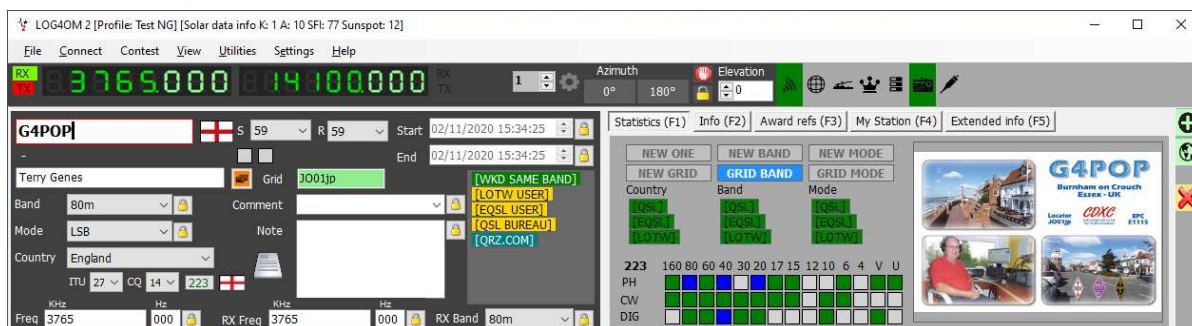 LOG4OM 2 [Profile: Test NG] [Solar data info K: 1 A: 10 SFI: 77 Sunspot: 12]
File Connect Contest View Utilities Settings Help
RX 3765.000 14100.000 RX 1 Azimuth Elevation
TX TX 0° 180° 0
G4POP S 59 R 59 Start 02/11/2020 15:34:25
- End 02/11/2020 15:34:25
Terry Genes Grid JO01jp
[WKD SAME BAND]
[LOTW USER]
[EQSL USER]
[QSL BUREAU]
[QRZ.COM]
Band 80m Comment
Mode LSB Note
Country England
ITU 27 CQ 14 223
KHz Hz KHz Hz
Freq 3765 000 RX Freq 3765 000 RX Band 80m
Statistics (F1) Info (F2) Award refs (F3) My Station (F4) Extended info (F5)
NEW ONE NEW BAND NEW MODE
NEW GRID GRID BAND GRID MODE
Country Band Mode
[QSL] [QSL] [QSL]
[EQSL] [EQSL] [EQSL]
[LOTW] [LOTW] [LOTW]
223 160 80 60 40 30 20 17 15 12 10 6 4 V U
PH
CW
DIG
G4POP
Burnham on Crouch
Essex - UK
Locator CDXC EPC
JO01jp E1115